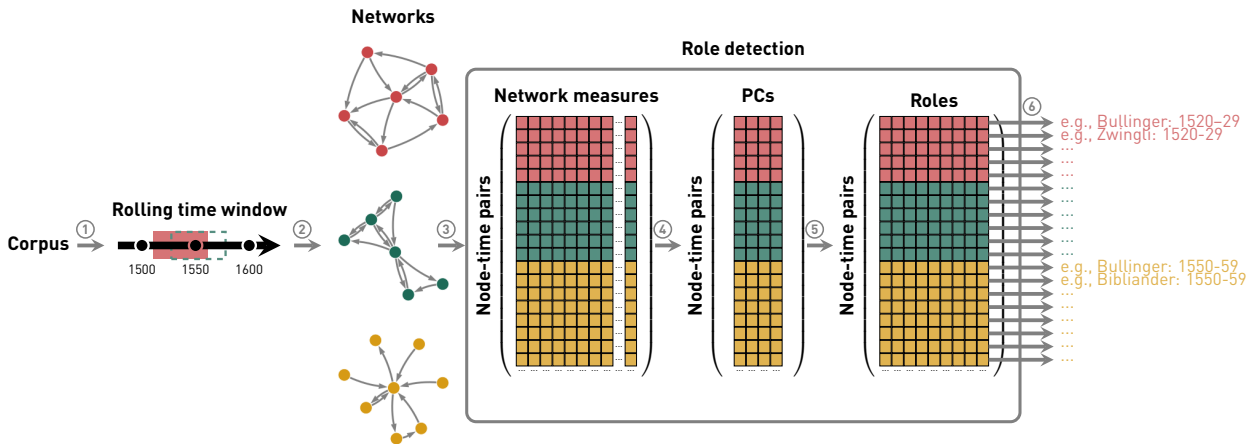 Networks
Role detection
Network measures
PCs
Roles
6
e.g., Bullinger: 1520–29
e.g., Zwingli: 1520-29
...
...
...
...
...
...
...
...
...
e.g., Bullinger: 1550-59
e.g., Bibliander: 1550-59
...
...
...
...
...
...
Corpus
1
Rolling time window
1500
1550
1600
2
3
Node-time pairs
4
Node-time pairs
5
Node-time pairs